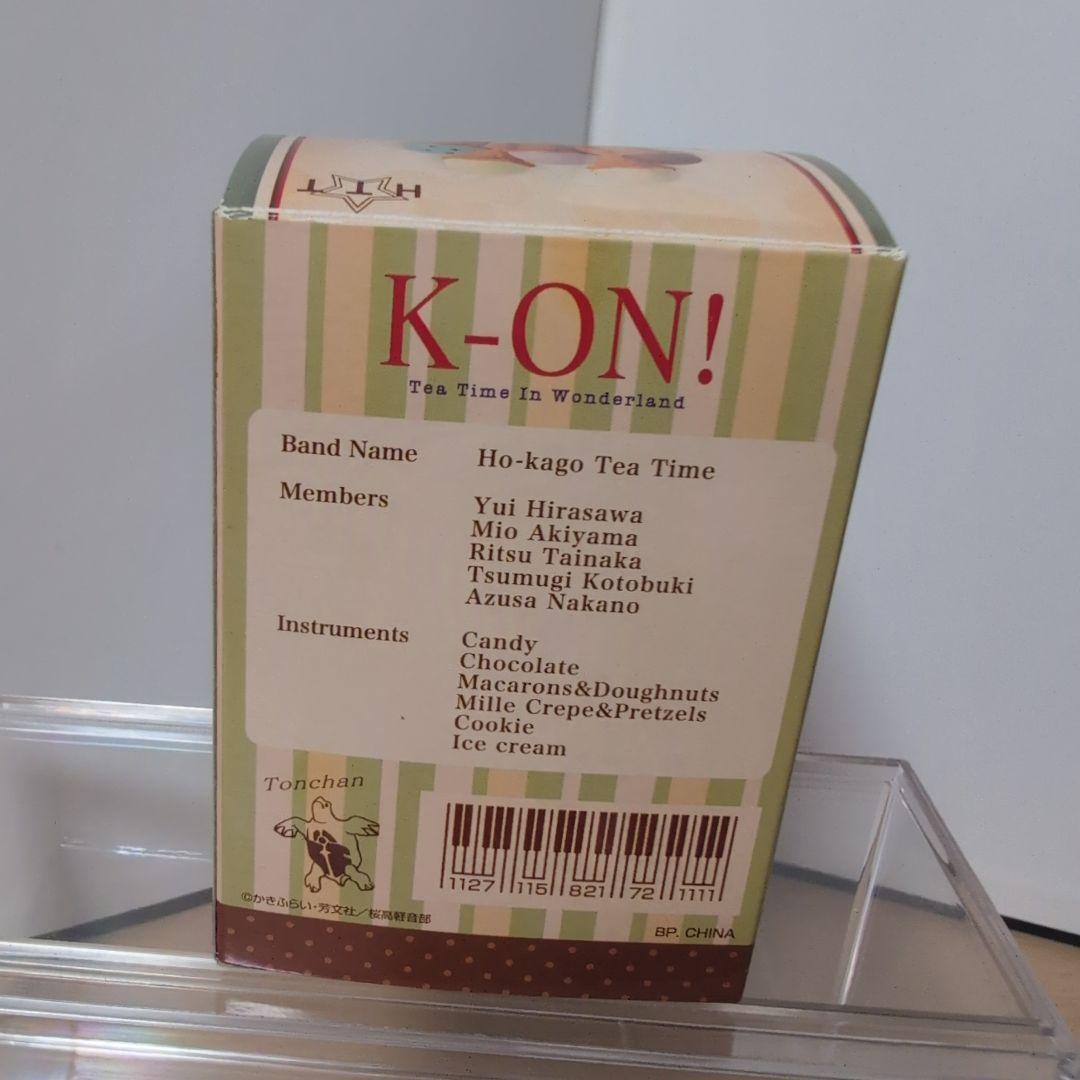 HTT
K-ON!
Tea Time In Wonderland
Band Name Ho-kago Tea Time
Members Yui Hirasawa
Mio Akiyama
Ritsu Tainaka
Tsumugi Kotobuki
Azusa Nakano
Instruments Candy
Chocolate
Macarons&Doughnuts
Mille Crepe&Pretzels
Cookie
Ice cream
Tonchan
1127 115 821 72 1111
©かきふらい・芳文社/桜高軽音部
BP. CHINA